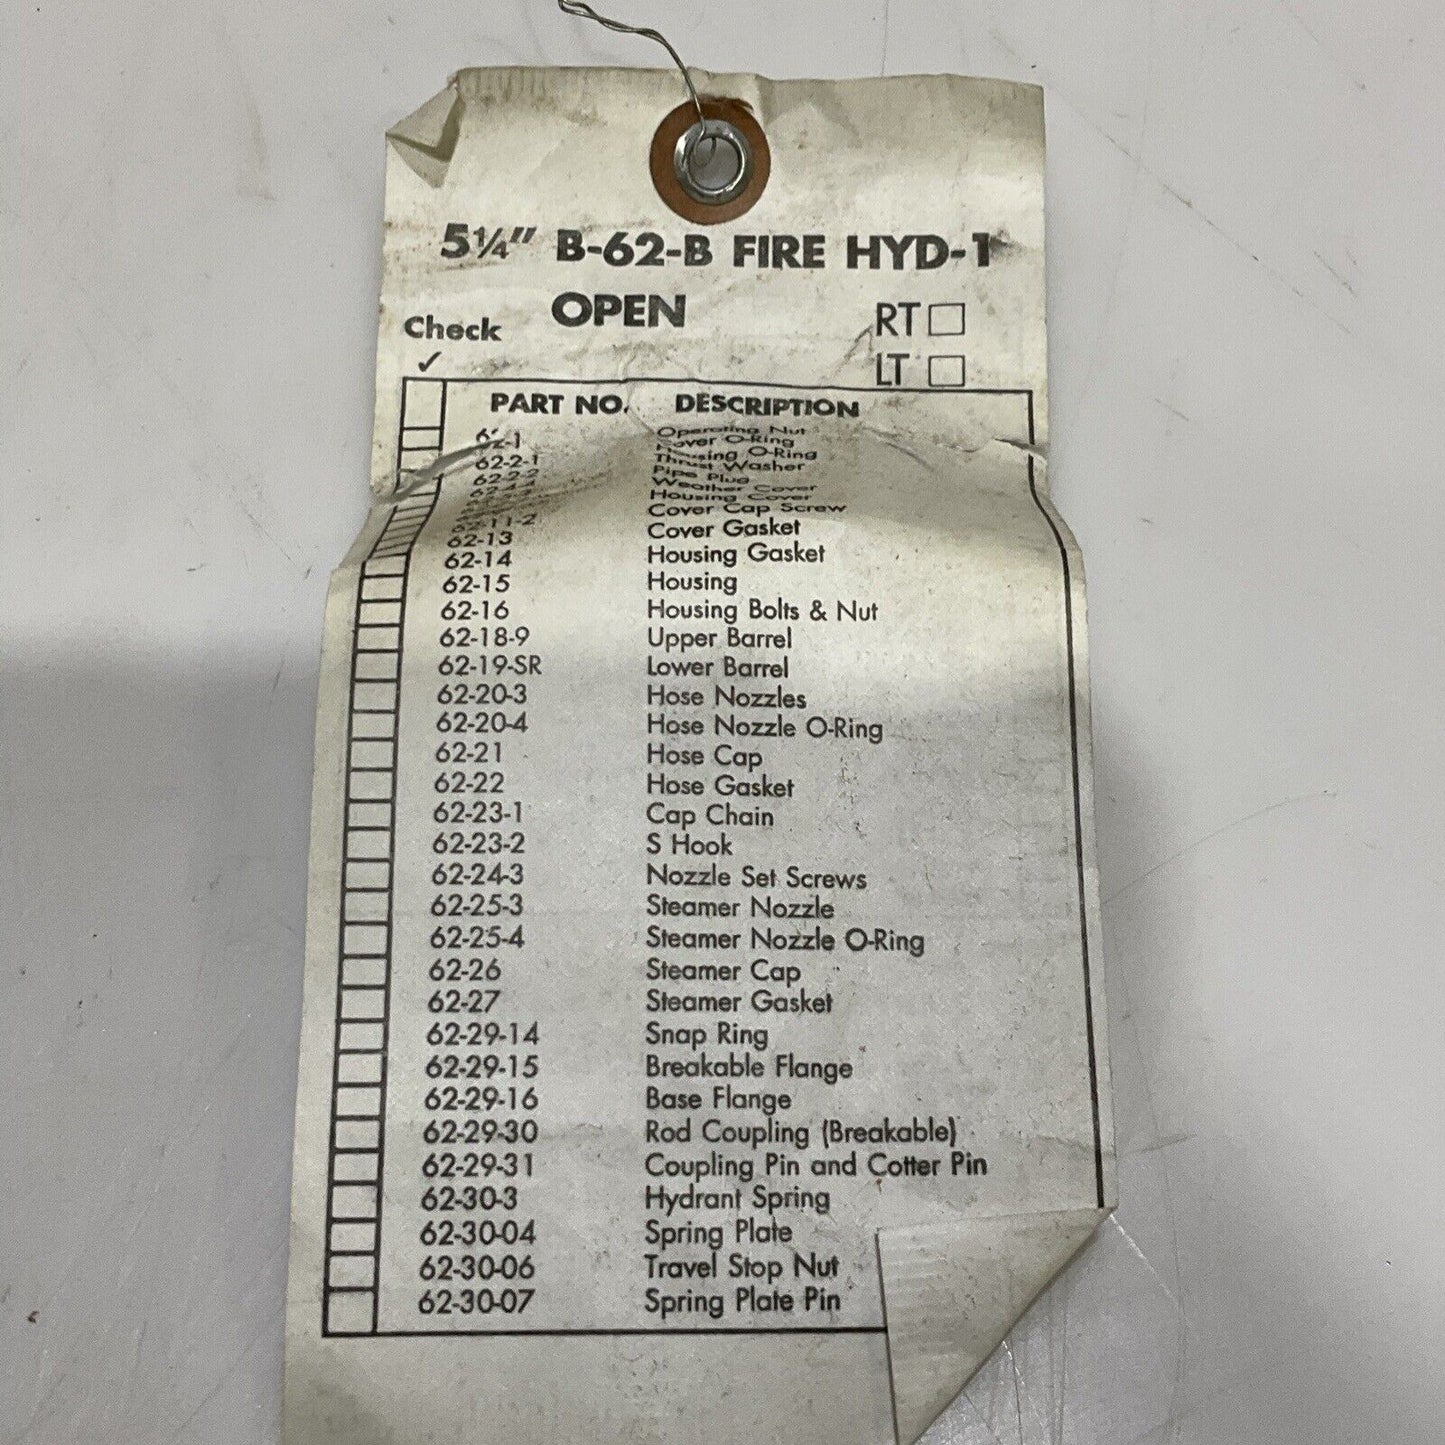 5¼" B-62-B FIRE HYD-1
OPEN
Check
✓
RT
LT
PART NO. DESCRIPTION
62-1 Operating Nut
62-2-1 Cover O-Ring
62-2-2 Housing O-Ring
Thrust Washer
Pipe Plug
Weather Cover
Housing Cover
62-11-2 Cover Cap Screw
62-13 Cover Gasket
62-14 Housing Gasket
62-15 Housing
62-16 Housing Bolts & Nut
62-18-9 Upper Barrel
62-19-SR Lower Barrel
62-20-3 Hose Nozzles
62-20-4 Hose Nozzle O-Ring
62-21 Hose Cap
62-22 Hose Gasket
62-23-1 Cap Chain
62-23-2 S Hook
62-24-3 Nozzle Set Screws
62-25-3 Steamer Nozzle
62-25-4 Steamer Nozzle O-Ring
62-26 Steamer Cap
62-27 Steamer Gasket
62-29-14 Snap Ring
62-29-15 Breakable Flange
62-29-16 Base Flange
62-29-30 Rod Coupling (Breakable)
62-29-31 Coupling Pin and Cotter Pin
62-30-3 Hydrant Spring
62-30-04 Spring Plate
62-30-06 Travel Stop Nut
62-30-07 Spring Plate Pin